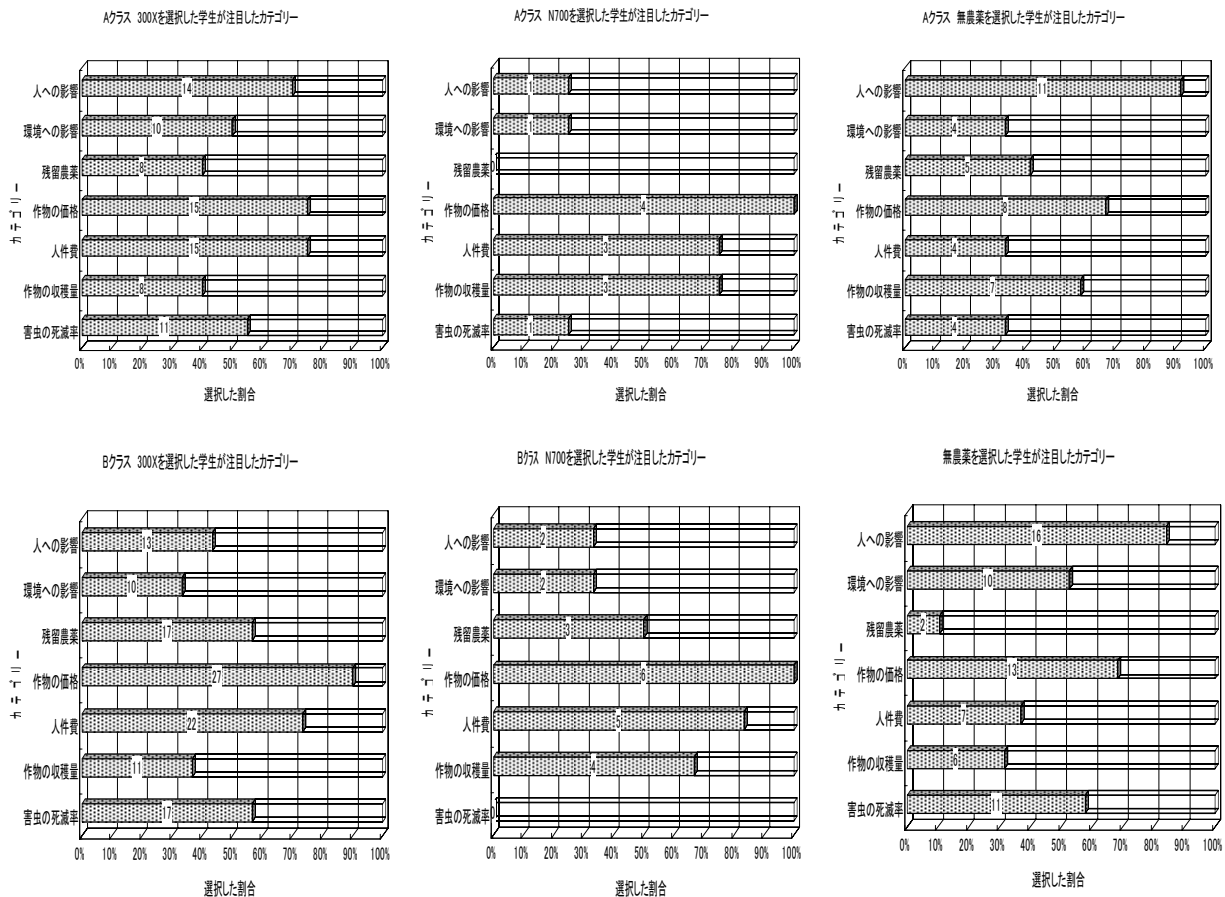 Aクラス 300Xを選択した学生が注目したカテゴリー
人への影響
14
環境への影響
10
残留農薬
8
作物の価格
15
人件費
15
作物の収穫量
8
害虫の死滅率
11
カテゴリー
0% 10% 20% 30% 40% 50% 60% 70% 80% 90% 100%
選択した割合
Aクラス N700を選択した学生が注目したカテゴリー
人への影響
1
環境への影響
1
残留農薬
0
作物の価格
4
人件費
3
作物の収穫量
3
害虫の死滅率
1
カテゴリー
0% 10% 20% 30% 40% 50% 60% 70% 80% 90% 100%
選択した割合
Aクラス 無農薬を選択した学生が注目したカテゴリー
人への影響
11
環境への影響
4
残留農薬
5
作物の価格
8
人件費
4
作物の収穫量
7
害虫の死滅率
4
カテゴリー
0% 10% 20% 30% 40% 50% 60% 70% 80% 90% 100%
選択した割合
Bクラス 300Xを選択した学生が注目したカテゴリー
人への影響
13
環境への影響
10
残留農薬
17
作物の価格
27
人件費
22
作物の収穫量
11
害虫の死滅率
17
カテゴリー
0% 10% 20% 30% 40% 50% 60% 70% 80% 90% 100%
選択した割合
Bクラス N700を選択した学生が注目したカテゴリー
人への影響
2
環境への影響
2
残留農薬
3
作物の価格
6
人件費
5
作物の収穫量
4
害虫の死滅率
0
カテゴリー
0% 10% 20% 30% 40% 50% 60% 70% 80% 90% 100%
選択した割合
無農薬を選択した学生が注目したカテゴリー
人への影響
16
環境への影響
10
残留農薬
2
作物の価格
13
人件費
7
作物の収穫量
6
害虫の死滅率
11
カテゴリー
0% 10% 20% 30% 40% 50% 60% 70% 80% 90% 100%
選択した割合